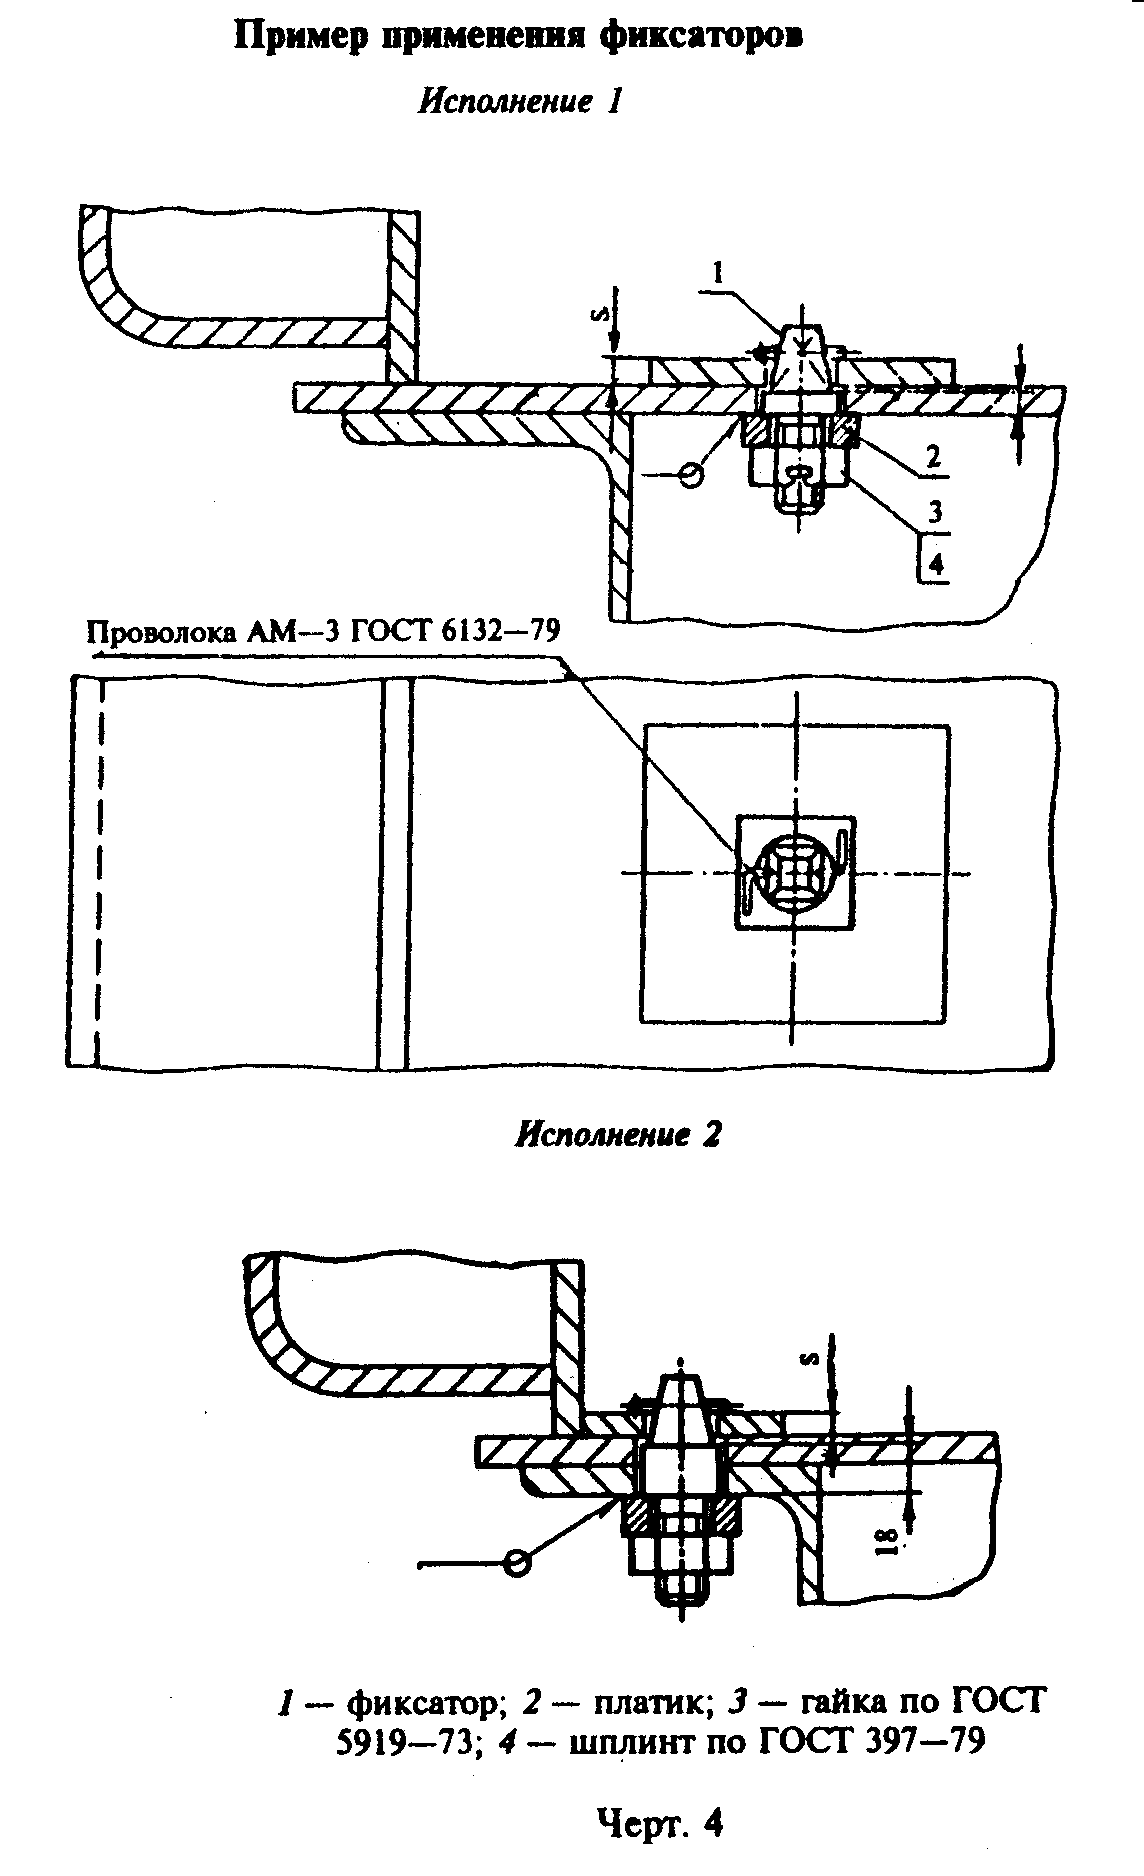 Пример применения фиксаторов
Исполнение 1
1
s
2
3
4
Проволока АМ—3 ГОСТ 6132—79
Исполнение 2
s
18
1 — фиксатор; 2 — платик; 3 — гайка по ГОСТ
5919—73; 4 — шплинт по ГОСТ 397—79
Черт. 4